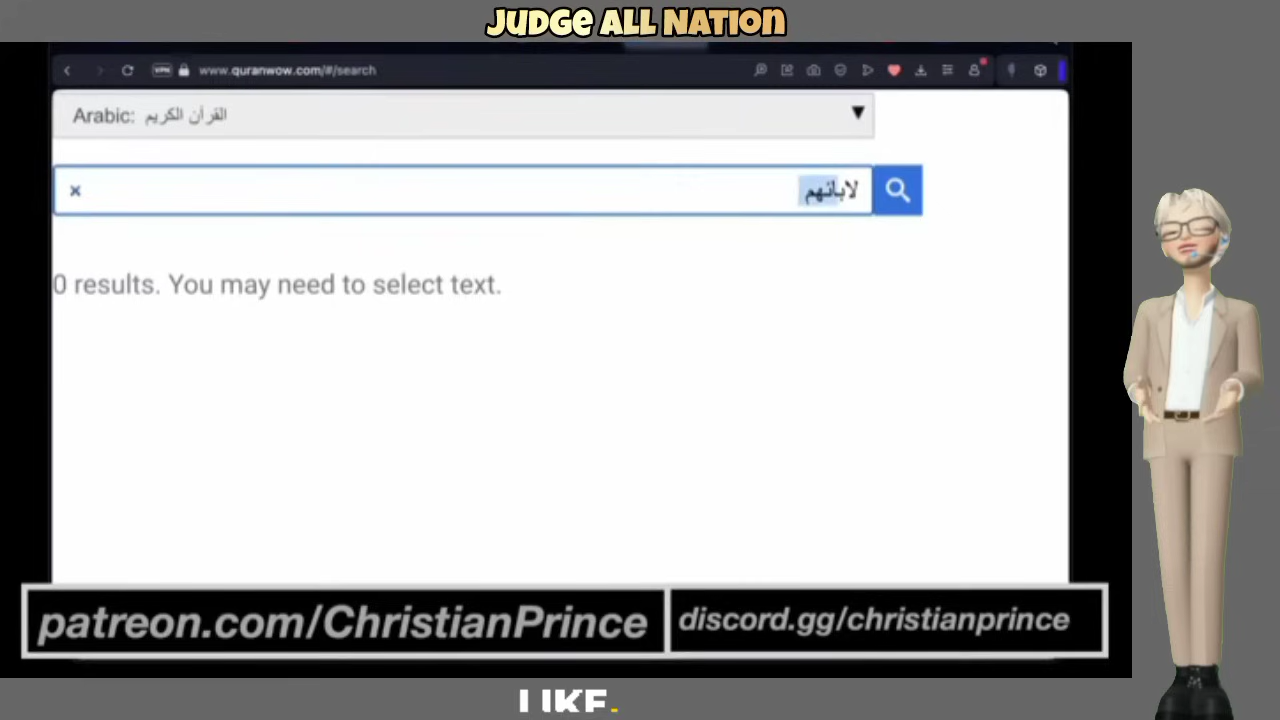 JUDGE ALL NATION
VPN www.quranwow.com/#/search
Arabic: القرآن الكريم ▼
× لابائهم
0 results. You may need to select text.
patreon.com/ChristianPrince
discord.gg/christianprince
LIKE.